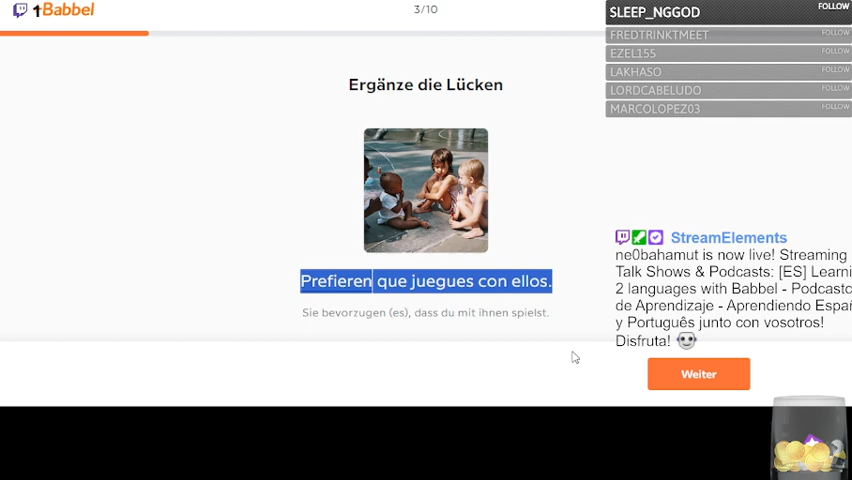 1Babbel
3/10
Ergänze die Lücken
Prefieren que juegues con ellos.
Sie bevorzugen (es), dass du mit ihnen spielst.
Weiter
SLEEP_NGGOD FOLLOW
FREDTRINKTMEET FOLLOW
EZEL155 FOLLOW
LAKHASO FOLLOW
LORDCABELUDO FOLLOW
MARCOLOPEZ03 FOLLOW
StreamElements
ne0bahamut is now live! Streaming
Talk Shows & Podcasts: [ES] Learni
2 languages with Babbel - Podcastc
de Aprendizaje - Aprendiendo Espa
y Português junto con vosotros!
Disfruta!